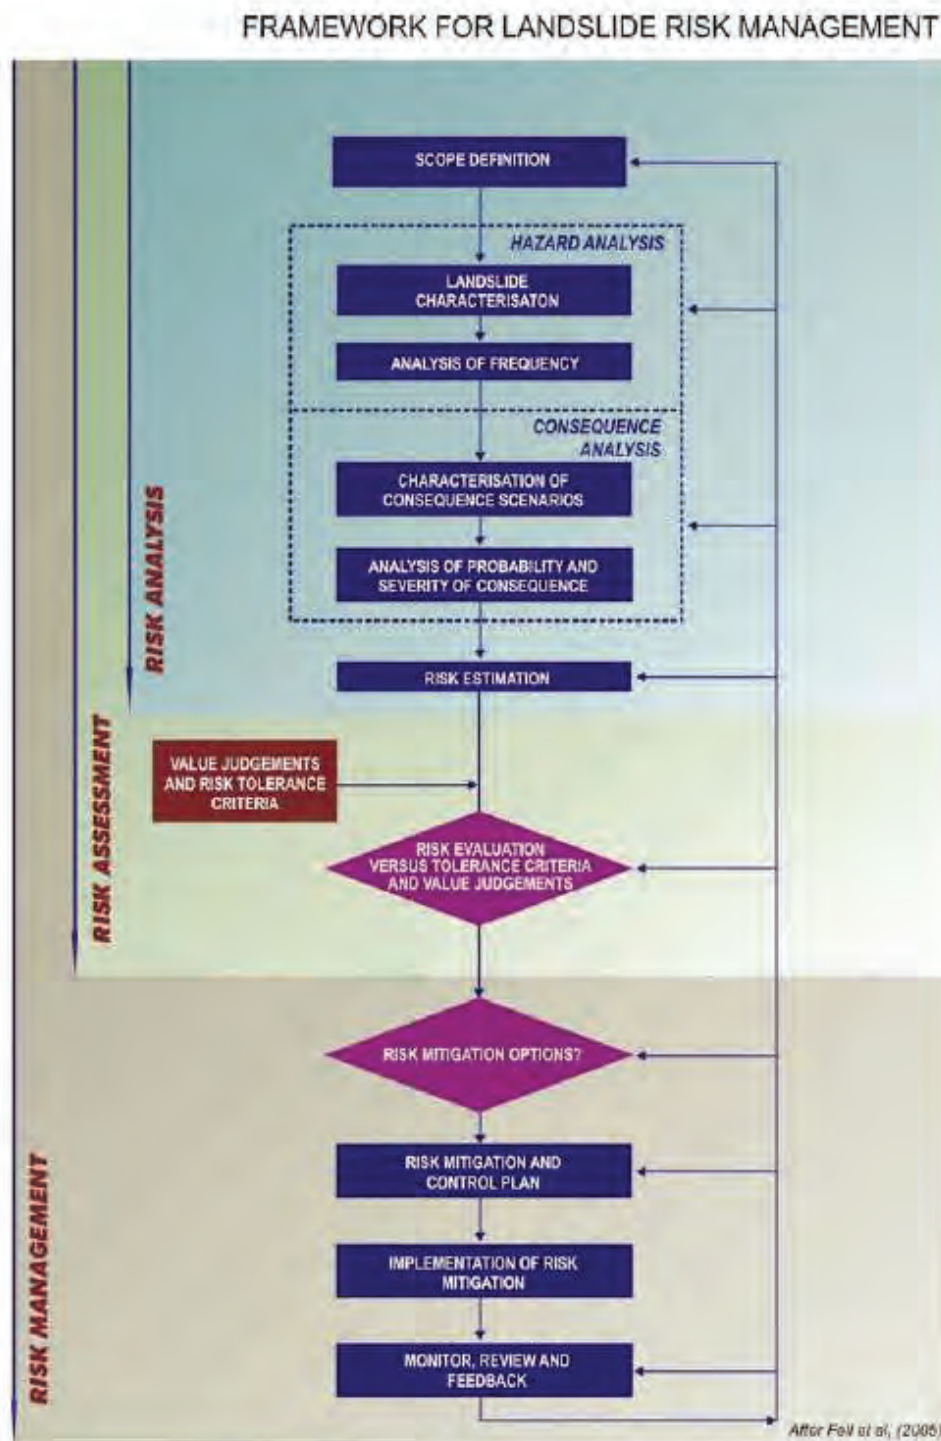 FRAMEWORK FOR LANDSLIDE RISK MANAGEMENT
SCOPE DEFINITION
HAZARD ANALYSIS
LANDSLIDE
CHARACTERISATON
ANALYSIS OF FREQUENCY
CONSEQUENCE
ANALYSIS
CHARACTERISATION OF
CONSEQUENCE SCENARIOS
ANALYSIS OF PROBABILITY AND
SEVERITY OF CONSEQUENCE
RISK ESTIMATION
RISK ANALYSIS
VALUE JUDGEMENTS
AND RISK TOLERANCE
CRITERIA
RISK EVALUATION
VERSUS TOLERANCE CRITERIA
AND VALUE JUDGEMENTS
RISK ASSESSMENT
RISK MITIGATION OPTIONS?
RISK MITIGATION AND
CONTROL PLAN
IMPLEMENTATION OF RISK
MITIGATION
MONITOR, REVIEW AND
FEEDBACK
RISK MANAGEMENT
After Fell et al, (2005)